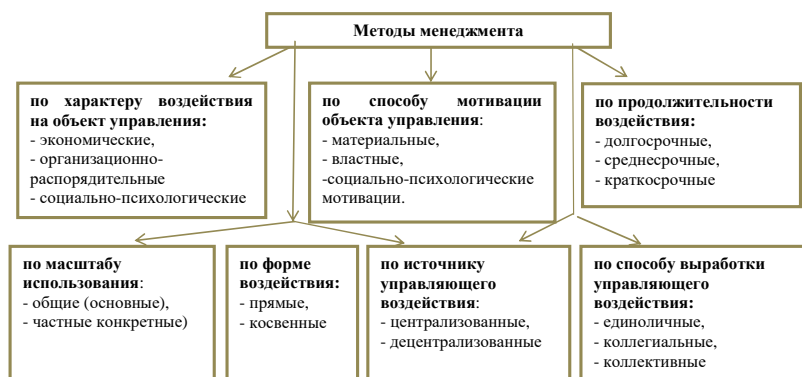 Методы менеджмента
по характеру воздействия
на объект управления:
- экономические,
- организационно-
распорядительные
- социально-психологические
по способу мотивации
объекта управления:
- материальные,
- властные,
-социально-психологические
мотивации.
по продолжительности
воздействия:
- долгосрочные,
- среднесрочные,
- краткосрочные
по масштабу
использования:
- общие (основные),
- частные конкретные)
по форме
воздействия:
- прямые,
- косвенные
по источнику
управляющего
воздействия:
- централизованные,
- децентрализованные
по способу выработки
управляющего
воздействия:
- единоличные,
- коллегиальные,
- коллективные